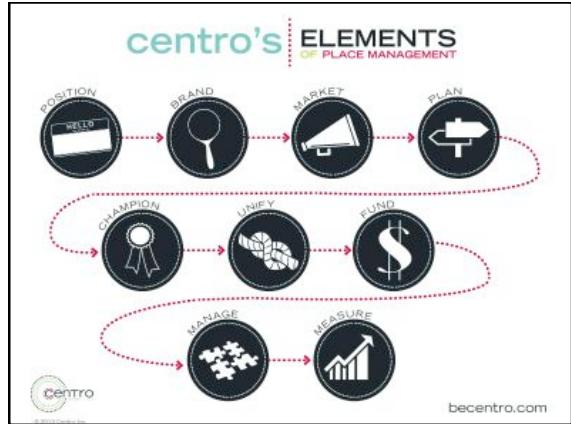 centro's ELEMENTS
OF PLACE MANAGEMENT
POSITION
BRAND
MARKET
PLAN
HELLO
CHAMPION
UNIFY
FUND
MANAGE
MEASURE
centro
becentro.com